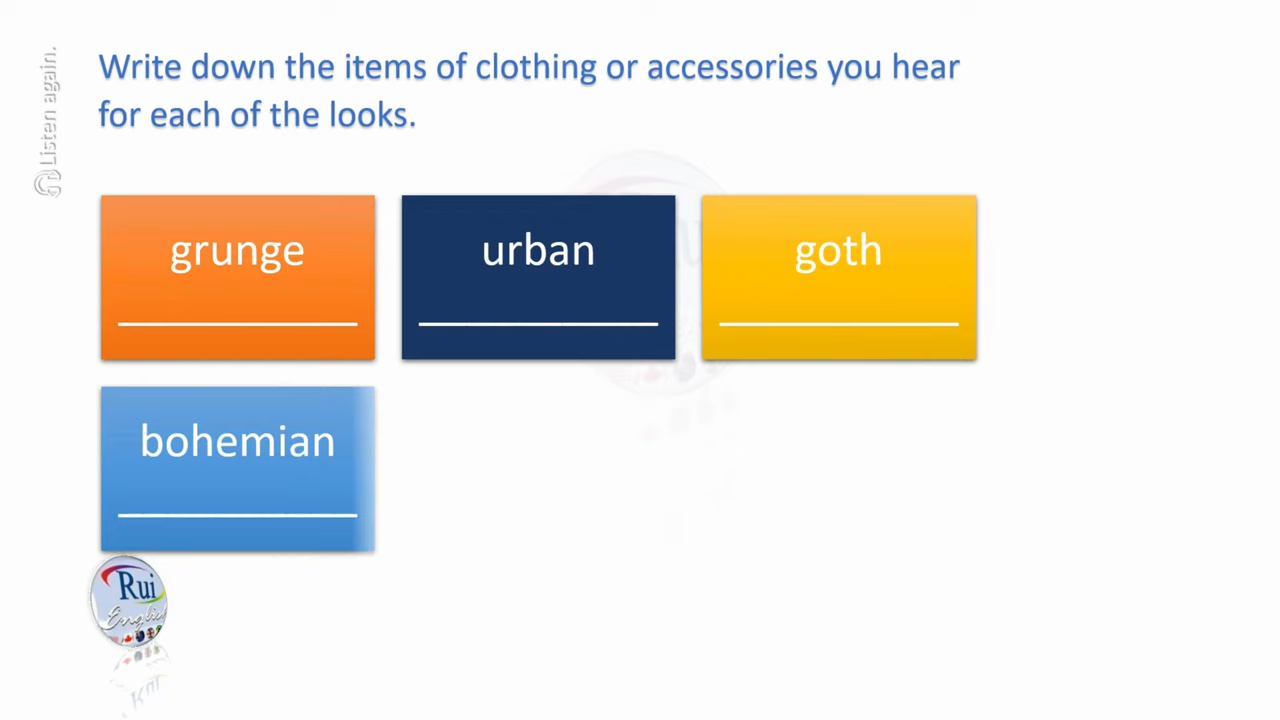 Listen again.
Write down the items of clothing or accessories you hear
for each of the looks.
grunge
urban
goth
bohemian
Rui
English